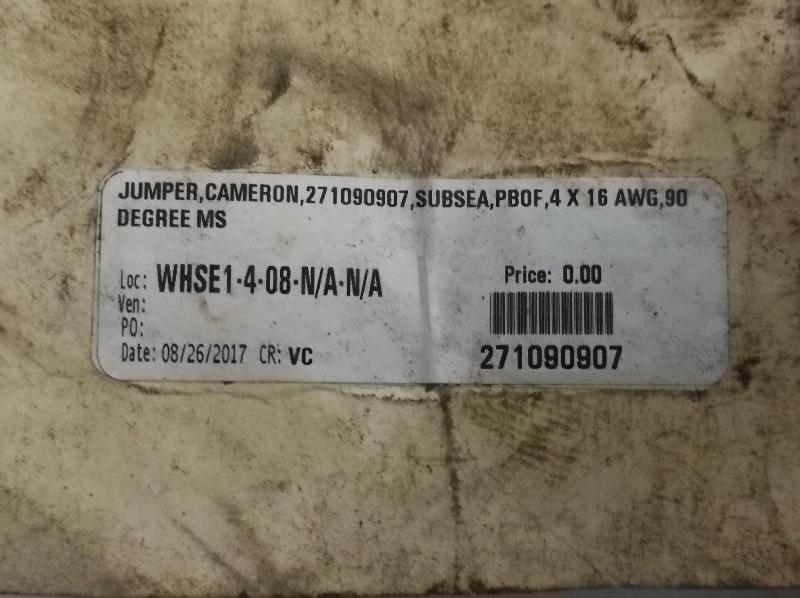 JUMPER,CAMERON,271090907,SUBSEA,PBOF,4 X 16 AWG,90
DEGREE MS
Loc: WHSE1-4-08-N/A-N/A
Price: 0.00
Ven:
PO:
Date: 08/26/2017 CR: VC
271090907